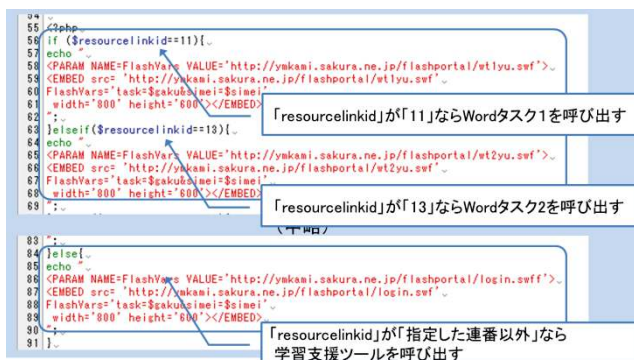 54
55 <?php
56 if ($resourcelinkid==11){
57 echo "
58 <PARAM NAME=FlashVars VALUE='http://ymkami.sakura.ne.jp/flashportal/wt1yu.swf'>
59 <EMBED src= 'http://ymkami.sakura.ne.jp/flashportal/wt1yu.swf'
60 FlashVars='task=$gaku&simei=$simei'
61 width='800' height='600'></EMBED>
62 ";
「resourcelinkid」が「11」ならWordタスク1を呼び出す
63 }elseif($resourcelinkid==13){
64 echo "
65 <PARAM NAME=FlashVars VALUE='http://ymkami.sakura.ne.jp/flashportal/wt2yu.swf'>
66 <EMBED src= 'http://ymkami.sakura.ne.jp/flashportal/wt2yu.swf'
67 FlashVars='task=$gaku&simei=$simei'
68 width='800' height='600'></EMBED>
69 ";
「resourcelinkid」が「13」ならWordタスク2を呼び出す
(中略)
83 ";
84 }else{
85 echo "
86 <PARAM NAME=FlashVars VALUE='http://ymkami.sakura.ne.jp/flashportal/login.swff'>
87 <EMBED src= 'http://ymkami.sakura.ne.jp/flashportal/login.swf'
88 FlashVars='task=$gaku&simei=$simei'
89 width='800' height='600'></EMBED>
90 ";
91 }
「resourcelinkid」が「指定した連番以外」なら
学習支援ツールを呼び出す